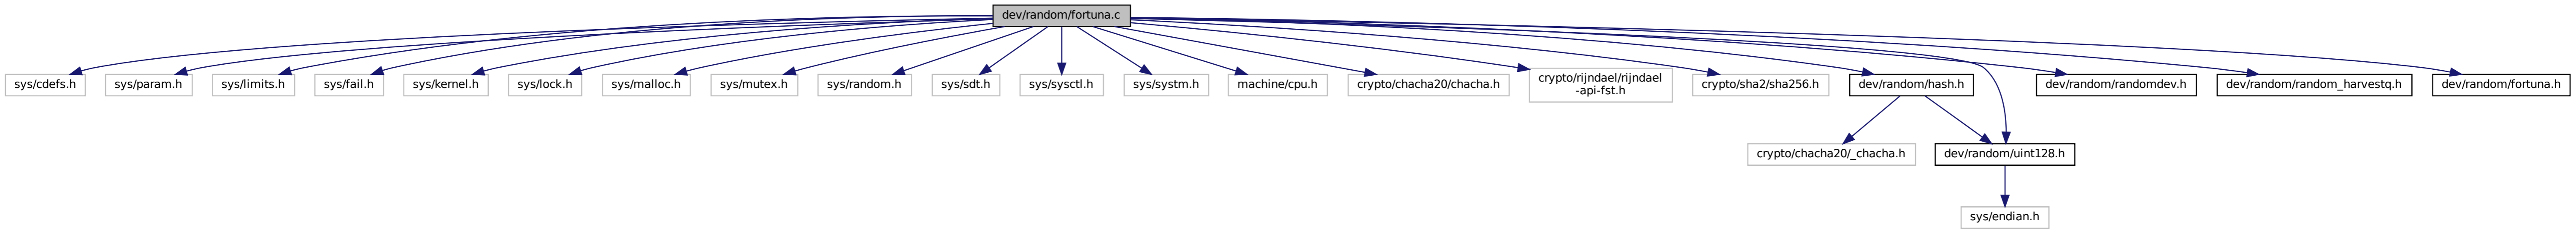 dev/random/fortuna.c
sys/cdefs.h
sys/param.h
sys/limits.h
sys/fail.h
sys/kernel.h
sys/lock.h
sys/malloc.h
sys/mutex.h
sys/random.h
sys/sdt.h
sys/sysctl.h
sys/systm.h
machine/cpu.h
crypto/chacha20/chacha.h
crypto/rijndael/rijndael
-api-fst.h
crypto/sha2/sha256.h
dev/random/hash.h
dev/random/randomdev.h
dev/random/random_harvestq.h
dev/random/fortuna.h
crypto/chacha20/_chacha.h
dev/random/uint128.h
sys/endian.h